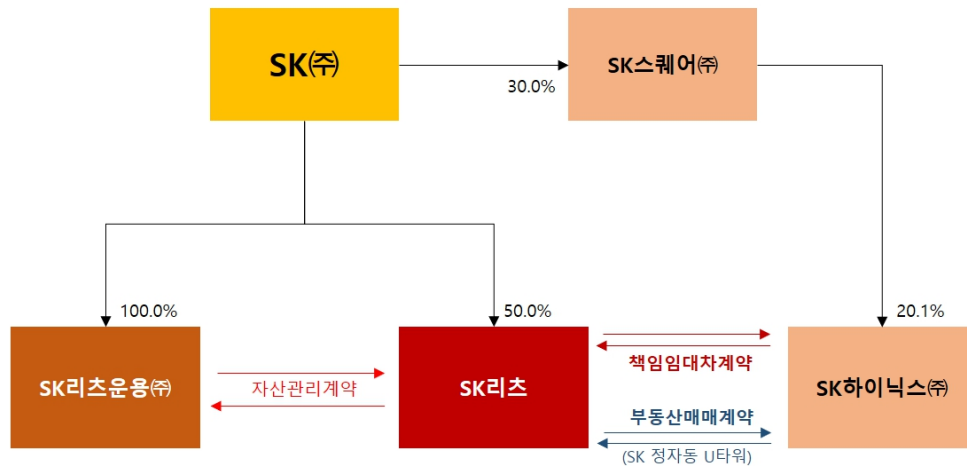 SK㈜
SK스퀘어㈜
30.0%
100.0%
50.0%
20.1%
SK리츠운용㈜
자산관리계약
SK리츠
책임임대차계약
부동산매매계약
(SK 정자동 U타워)
SK하이닉스㈜